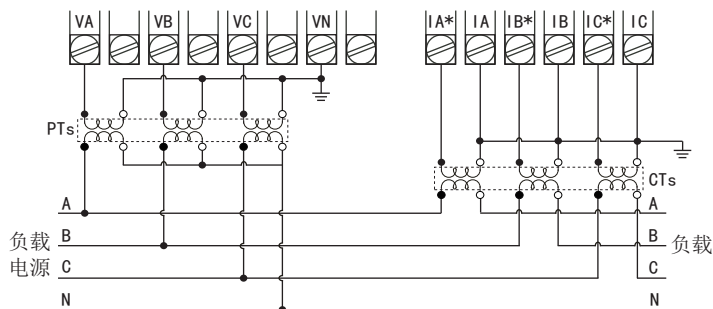 VA VB VC VN IA* IA IB* IB IC* IC
PTs
CTs
A A
负载 B B 负载
电源 C C
N N